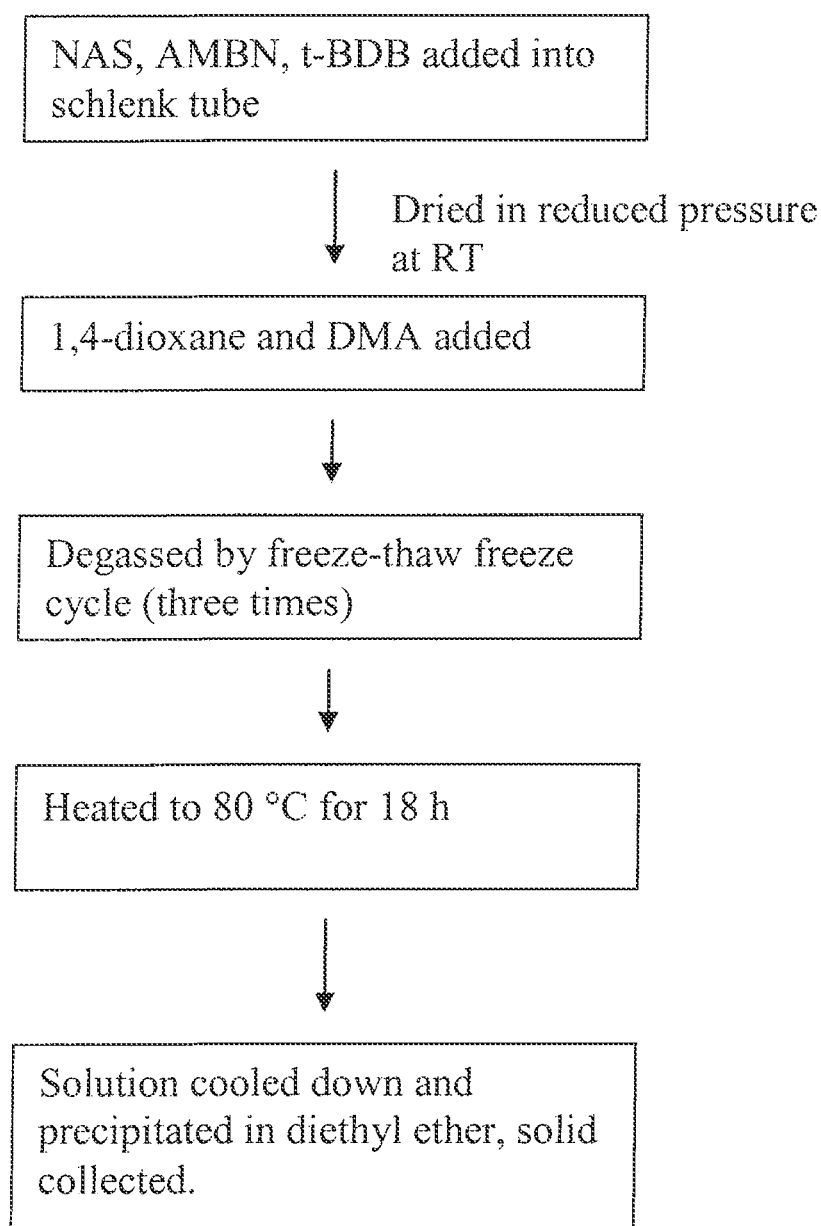 NAS, AMBN, t-BDB added into
schlenk tube
Dried in reduced pressure
at RT
1,4-dioxane and DMA added
Degassed by freeze-thaw freeze
cycle (three times)
Heated to 80 °C for 18 h
Solution cooled down and
precipitated in diethyl ether, solid
collected.